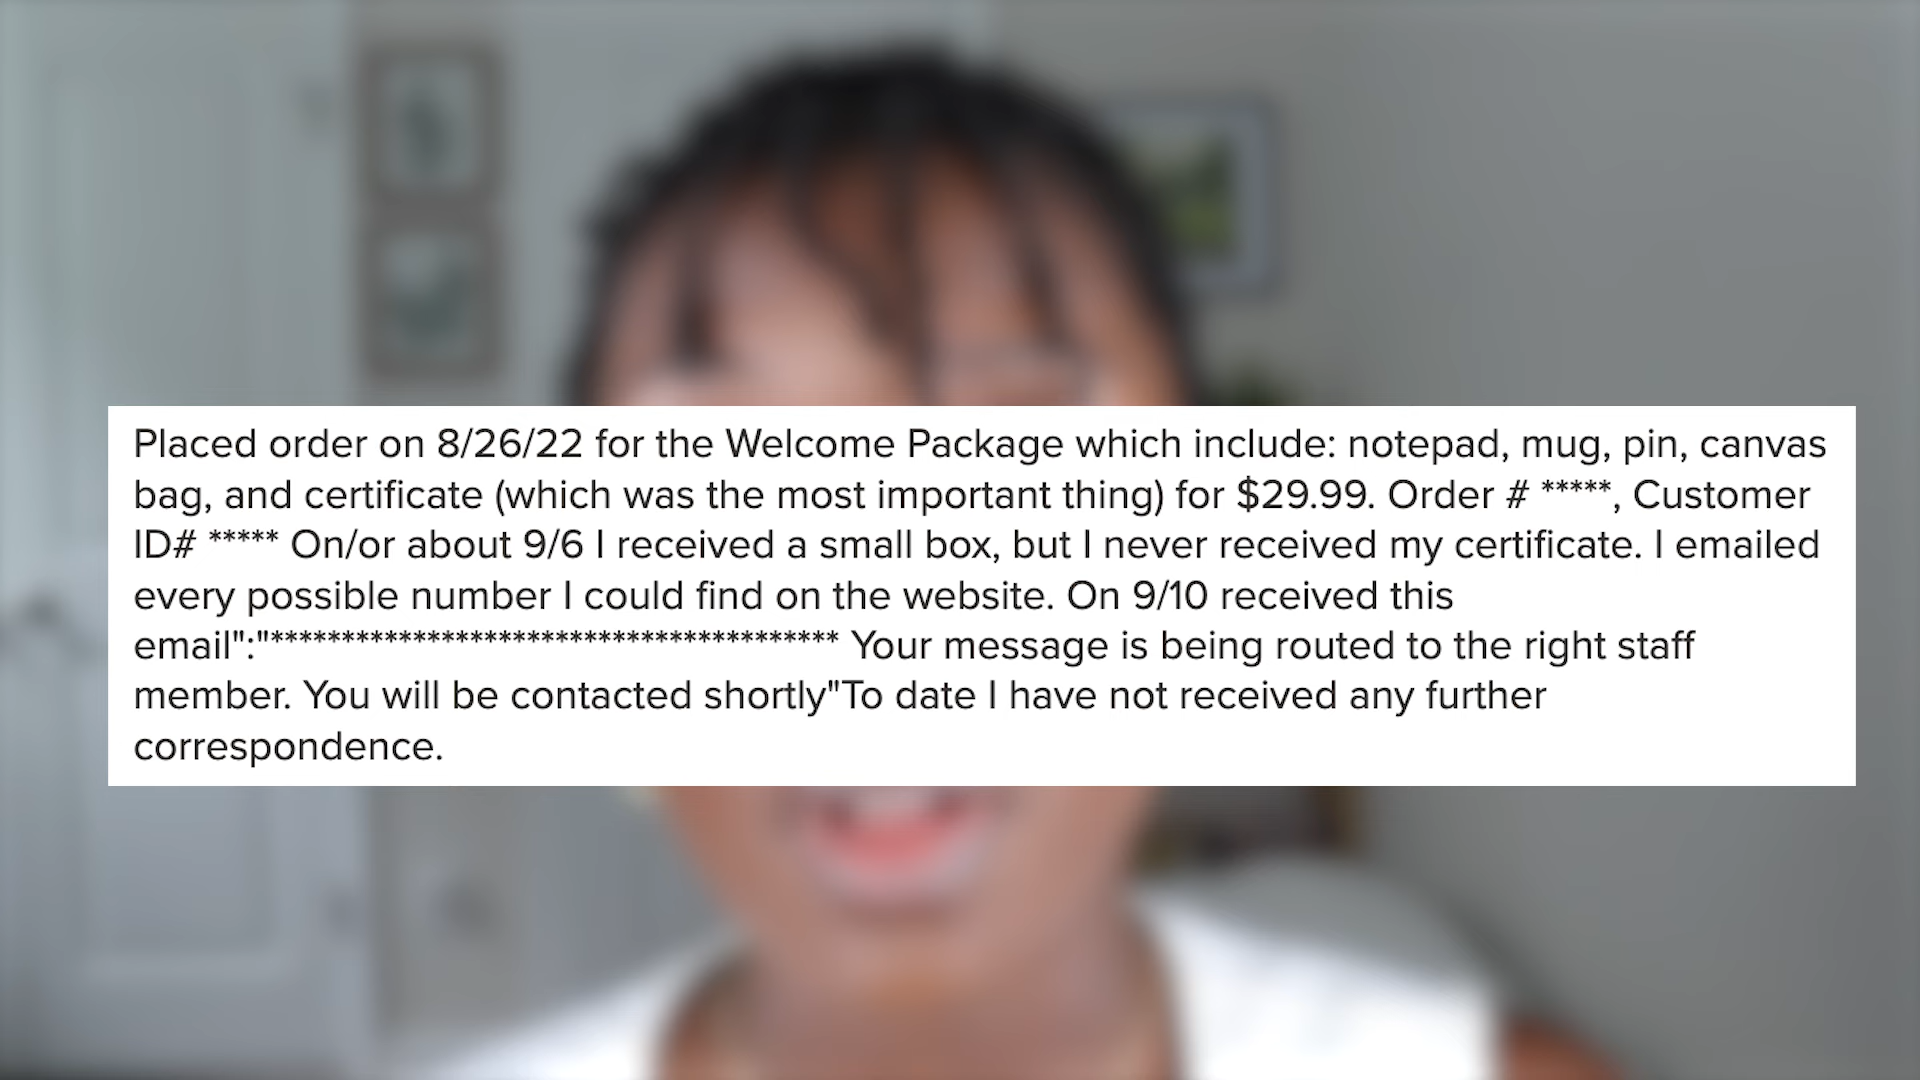 Placed order on 8/26/22 for the Welcome Package which include: notepad, mug, pin, canvas
bag, and certificate (which was the most important thing) for $29.99. Order # *****, Customer
ID# ***** On/or about 9/6 I received a small box, but I never received my certificate. I emailed
every possible number I could find on the website. On 9/10 received this
email":"**************************************** Your message is being routed to the right staff
member. You will be contacted shortly"To date I have not received any further
correspondence.